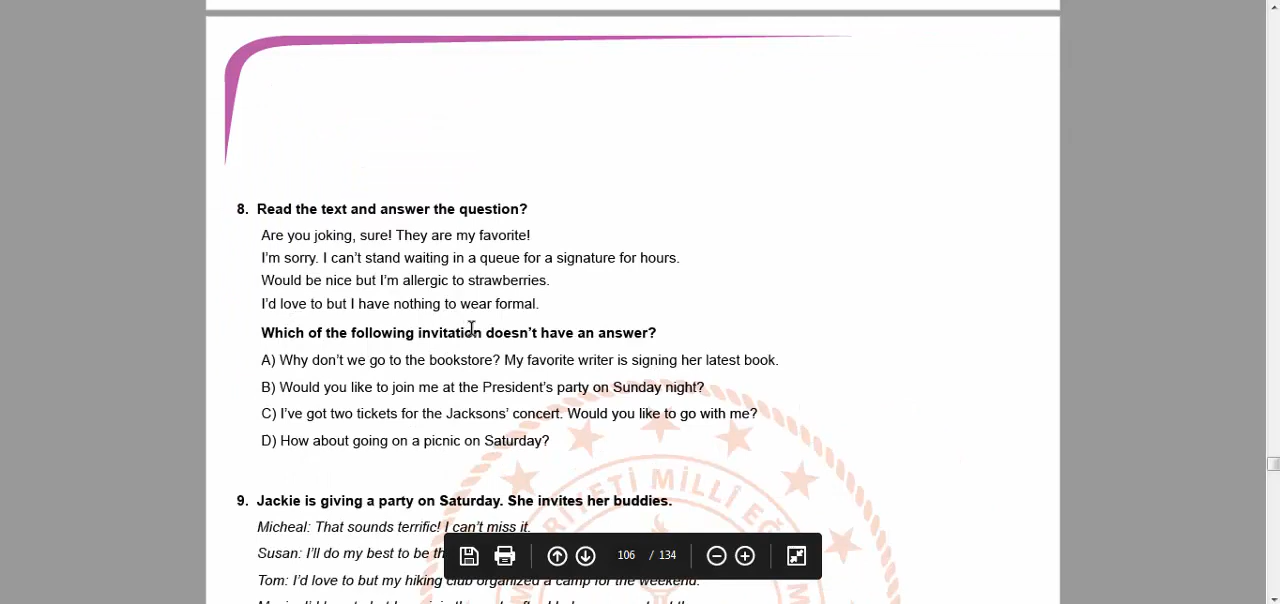 8. Read the text and answer the question?
Are you joking, sure! They are my favorite!
I'm sorry. I can't stand waiting in a queue for a signature for hours.
Would be nice but I'm allergic to strawberries.
I'd love to but I have nothing to wear formal.
Which of the following invitation doesn't have an answer?
A) Why don't we go to the bookstore? My favorite writer is signing her latest book.
B) Would you like to join me at the President's party on Sunday night?
C) I've got two tickets for the Jacksons' concert. Would you like to go with me?
D) How about going on a picnic on Saturday?
9. Jackie is giving a party on Saturday. She invites her buddies.
Micheal: That sounds terrific! I can't miss it.
Susan: I'll do my best to be
Tom: I'd love to but my hiking club organized a camp for the weekend.
106 / 134
MİLLÎ